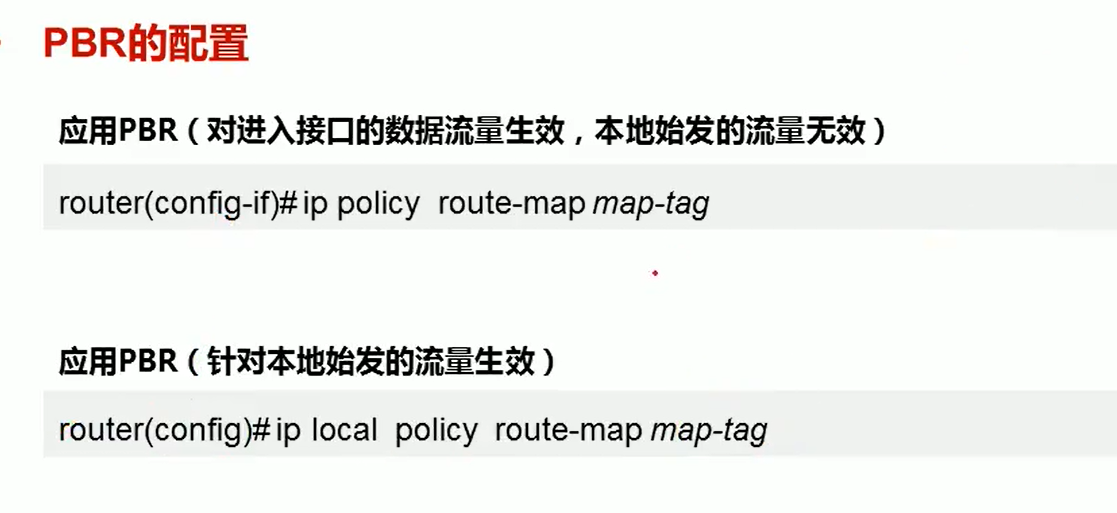 PBR的配置
应用PBR（对进入接口的数据流量生效，本地始发的流量无效）
router(config-if)# ip policy route-map map-tag
应用PBR（针对本地始发的流量生效）
router(config)# ip local policy route-map map-tag